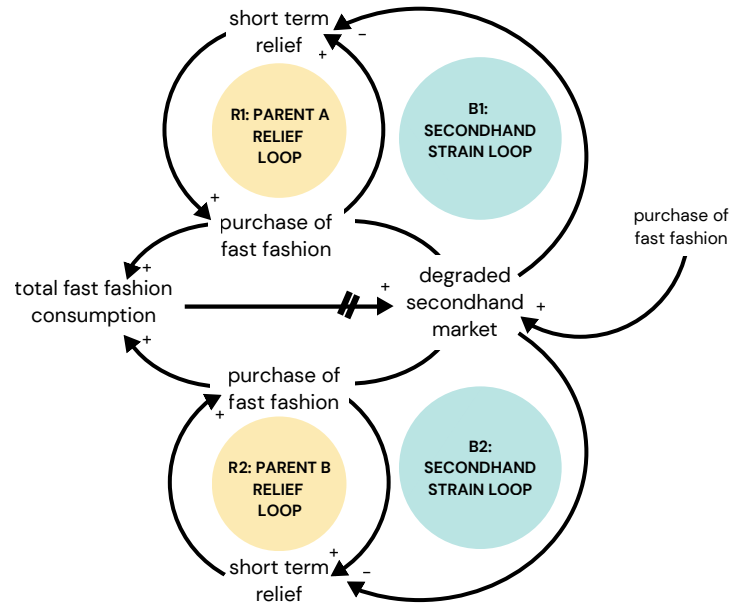 short term
relief
–
+
R1: PARENT A
RELIEF
LOOP
B1:
SECONDHAND
STRAIN LOOP
+
purchase of
fast fashion
purchase of
fast fashion
+
total fast fashion
consumption
+
degraded
secondhand
market
+
+
purchase of
fast fashion
+
R2: PARENT B
RELIEF
LOOP
B2:
SECONDHAND
STRAIN LOOP
+
–
short term
relief